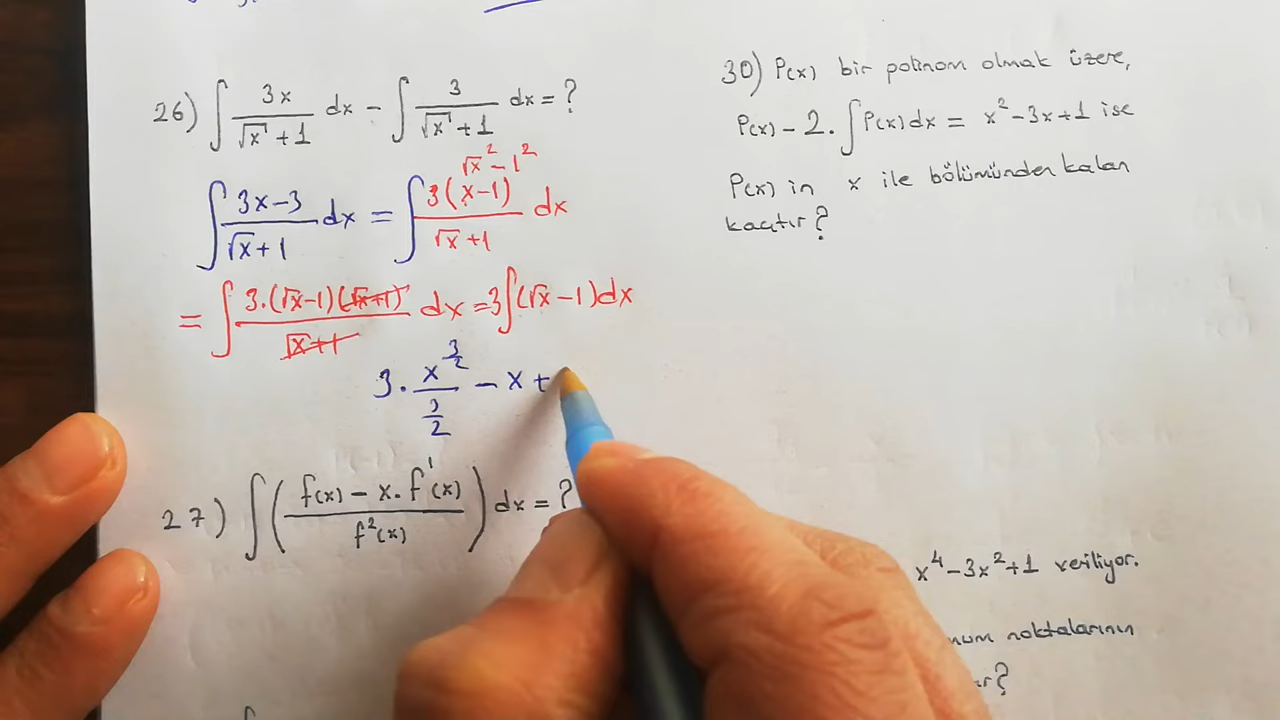 26) ∫ 3x/(√x + 1) dx − ∫ 3/(√x + 1) dx = ?
√x² − 1²
∫ (3x−3)/(√x+1) dx = ∫ 3(x−1)/(√x+1) dx
= ∫ 3.(√x−1)(√x+1)/(√x+1) dx = 3∫(√x −1)dx
3 . x^(3/2)/(3/2) − x +
27) ∫ ( (f(x) − x. f'(x))/f²(x) ) dx = ?
30) P(x) bir polinom olmak üzere,
P(x) − 2. ∫P(x)dx = x² −3x+1 ise
P(x) in x ile bölümünden kalan
kaçtır?
x⁴−3x²+1 veriliyor.
noktalarının